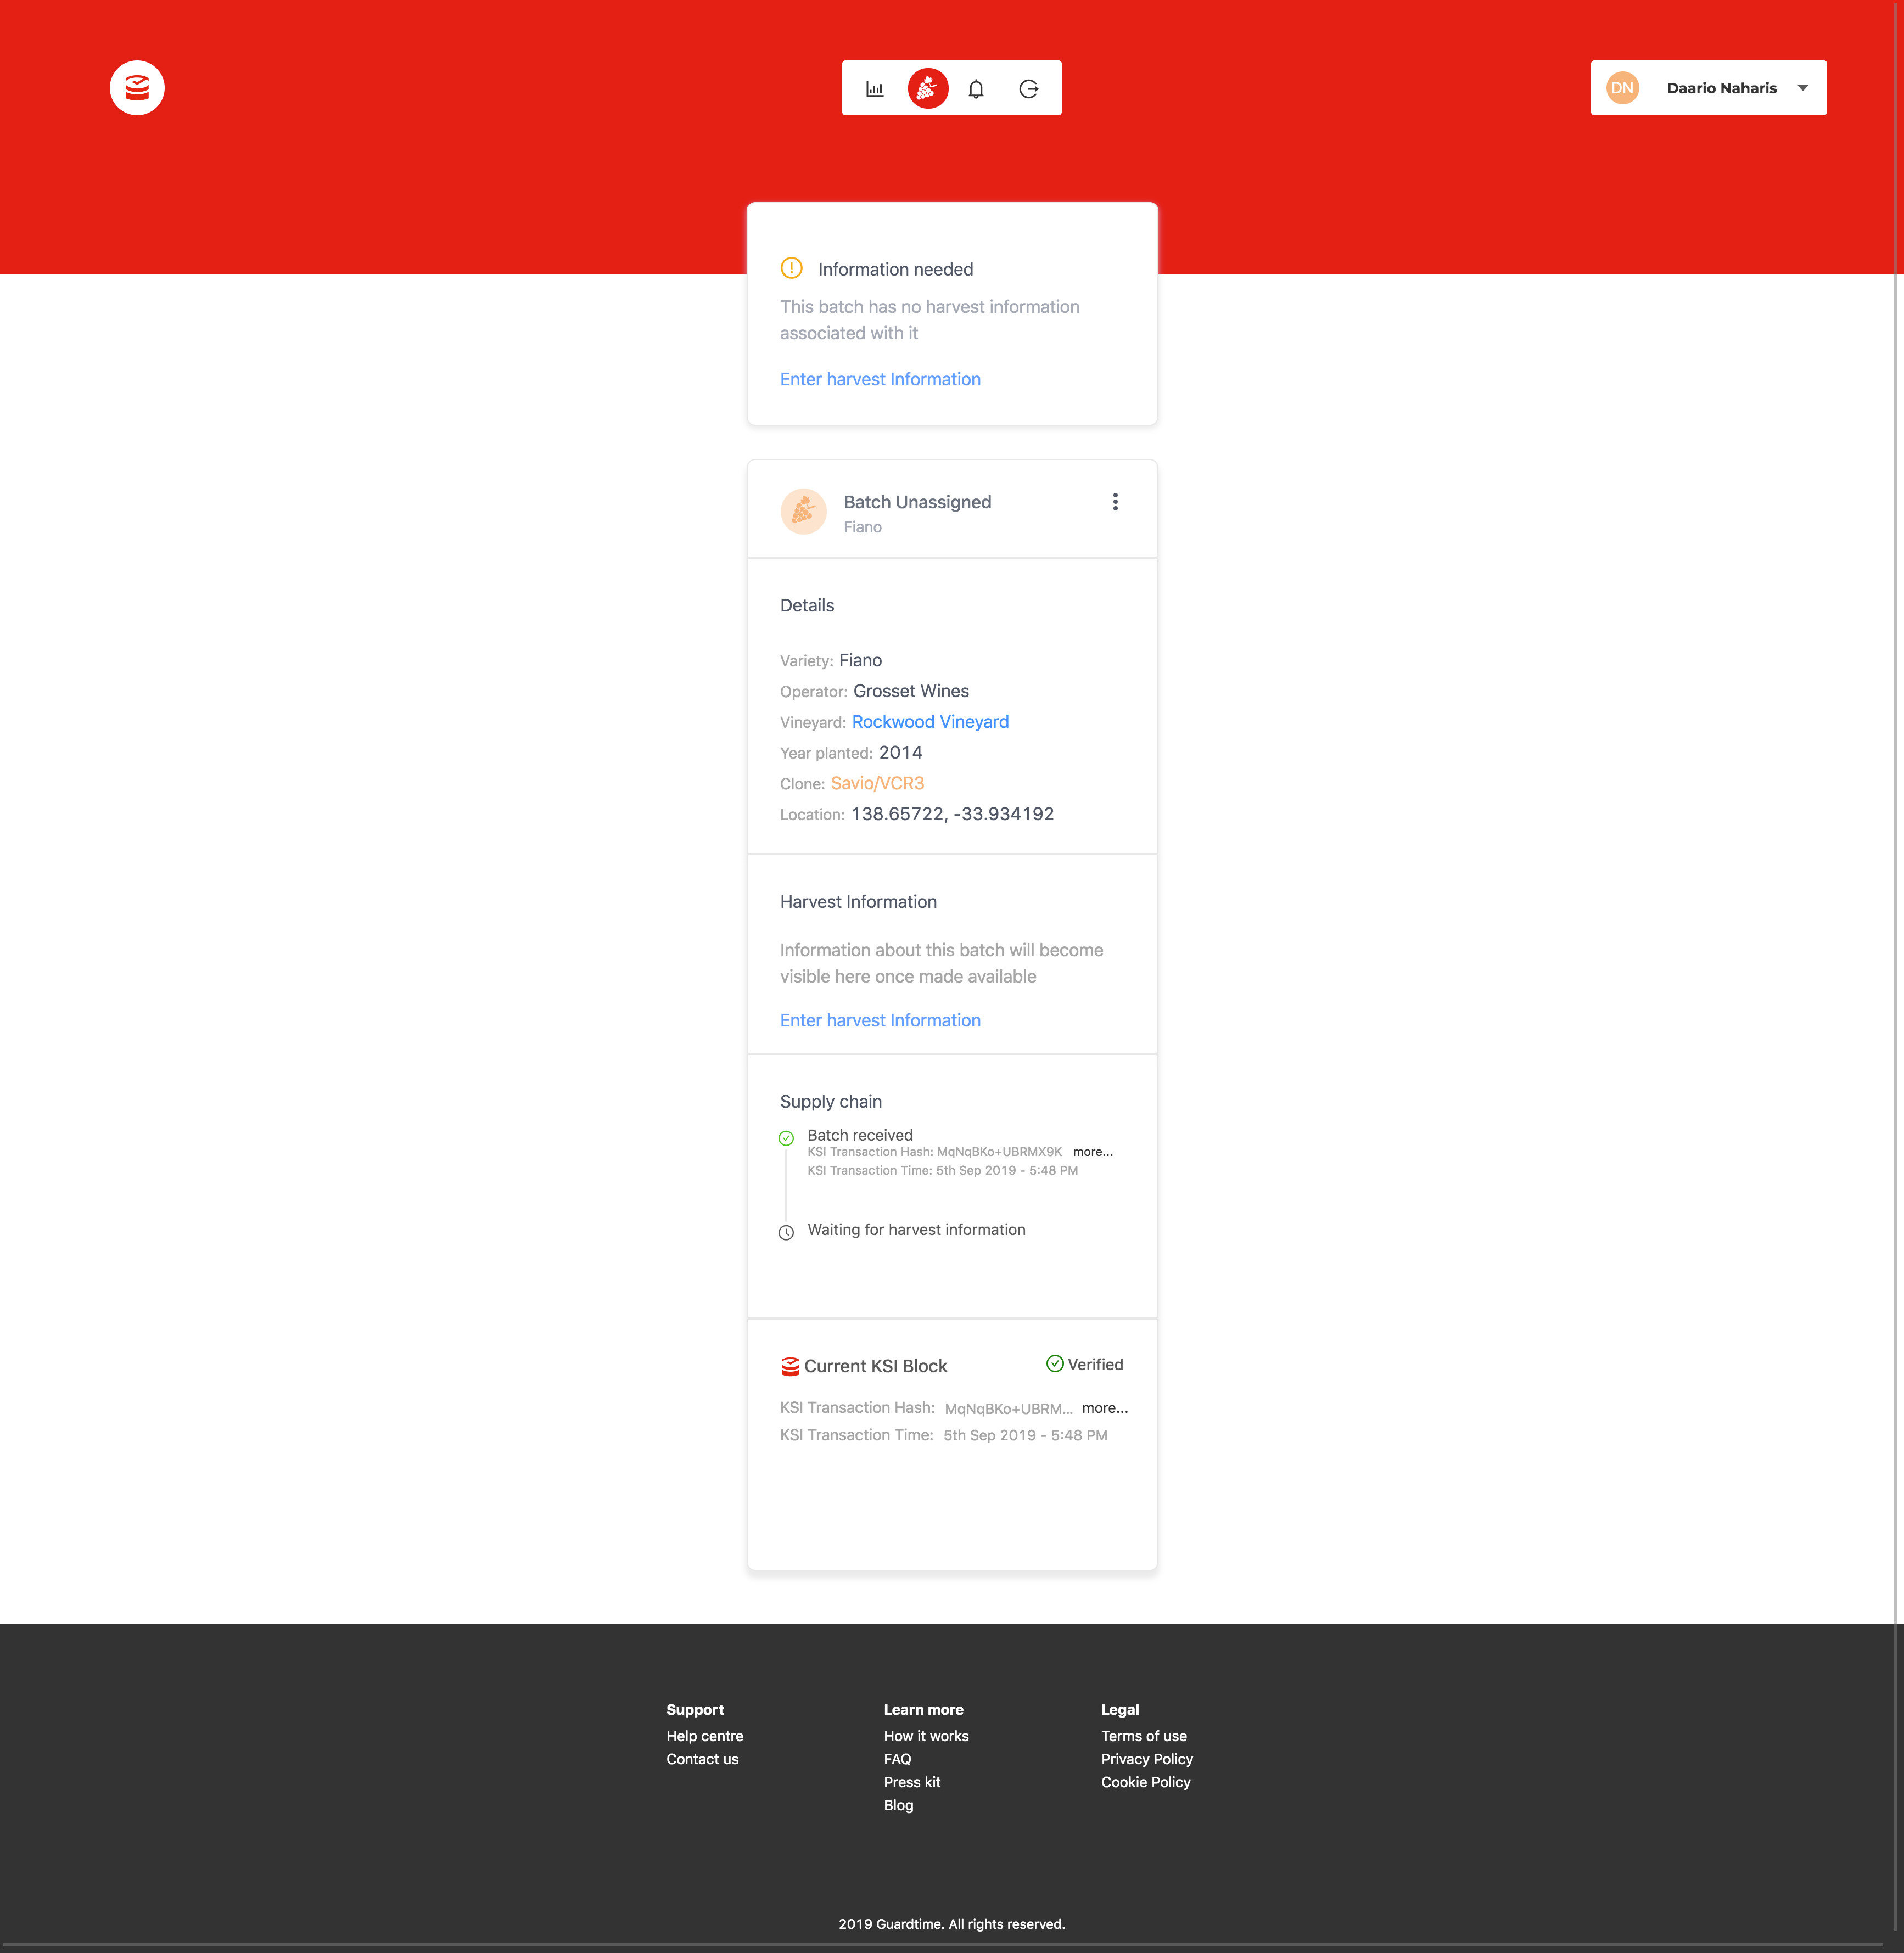 DN
Daario Naharis
Information needed
This batch has no harvest information
associated with it
Enter harvest Information
Batch Unassigned
Fiano
Details
Variety: Fiano
Operator: Grosset Wines
Vineyard: Rockwood Vineyard
Year planted: 2014
Clone: Savio/VCR3
Location: 138.65722, -33.934192
Harvest Information
Information about this batch will become
visible here once made available
Enter harvest Information
Supply chain
Batch received
KSI Transaction Hash: MqNqBKo+UBRMX9K more...
KSI Transaction Time: 5th Sep 2019 - 5:48 PM
Waiting for harvest information
Current KSI Block
Verified
KSI Transaction Hash: MqNqBKo+UBRM... more...
KSI Transaction Time: 5th Sep 2019 - 5:48 PM
Support
Help centre
Contact us
Learn more
How it works
FAQ
Press kit
Blog
Legal
Terms of use
Privacy Policy
Cookie Policy
2019 Guardtime. All rights reserved.